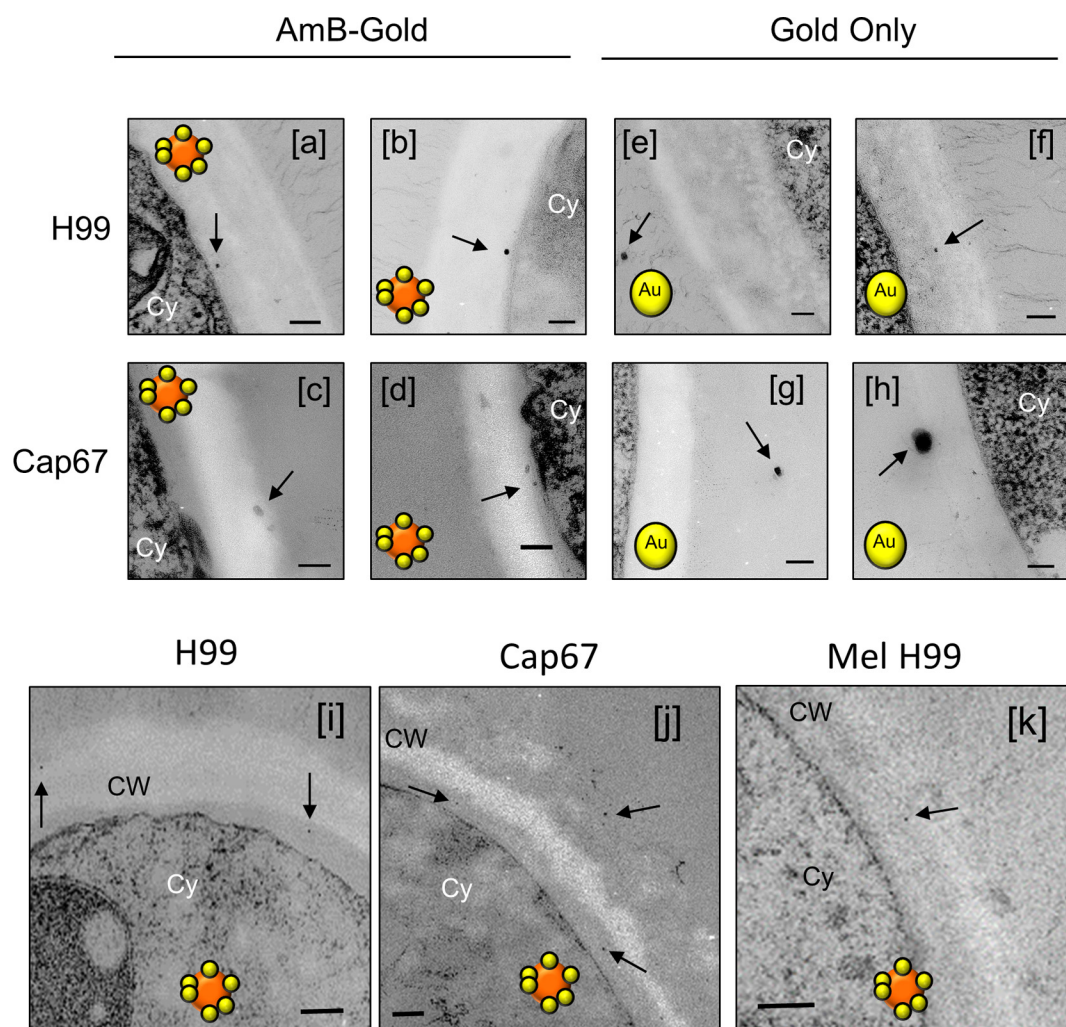 AmB-Gold
Gold Only
H99
[a]
Cy
[b]
Cy
[e]
Cy
Au
[f]
Au
Cap67
[c]
Cy
[d]
Cy
[g]
Au
[h]
Cy
Au
H99
Cap67
Mel H99
[i]
CW
Cy
[j]
CW
Cy
[k]
CW
Cy